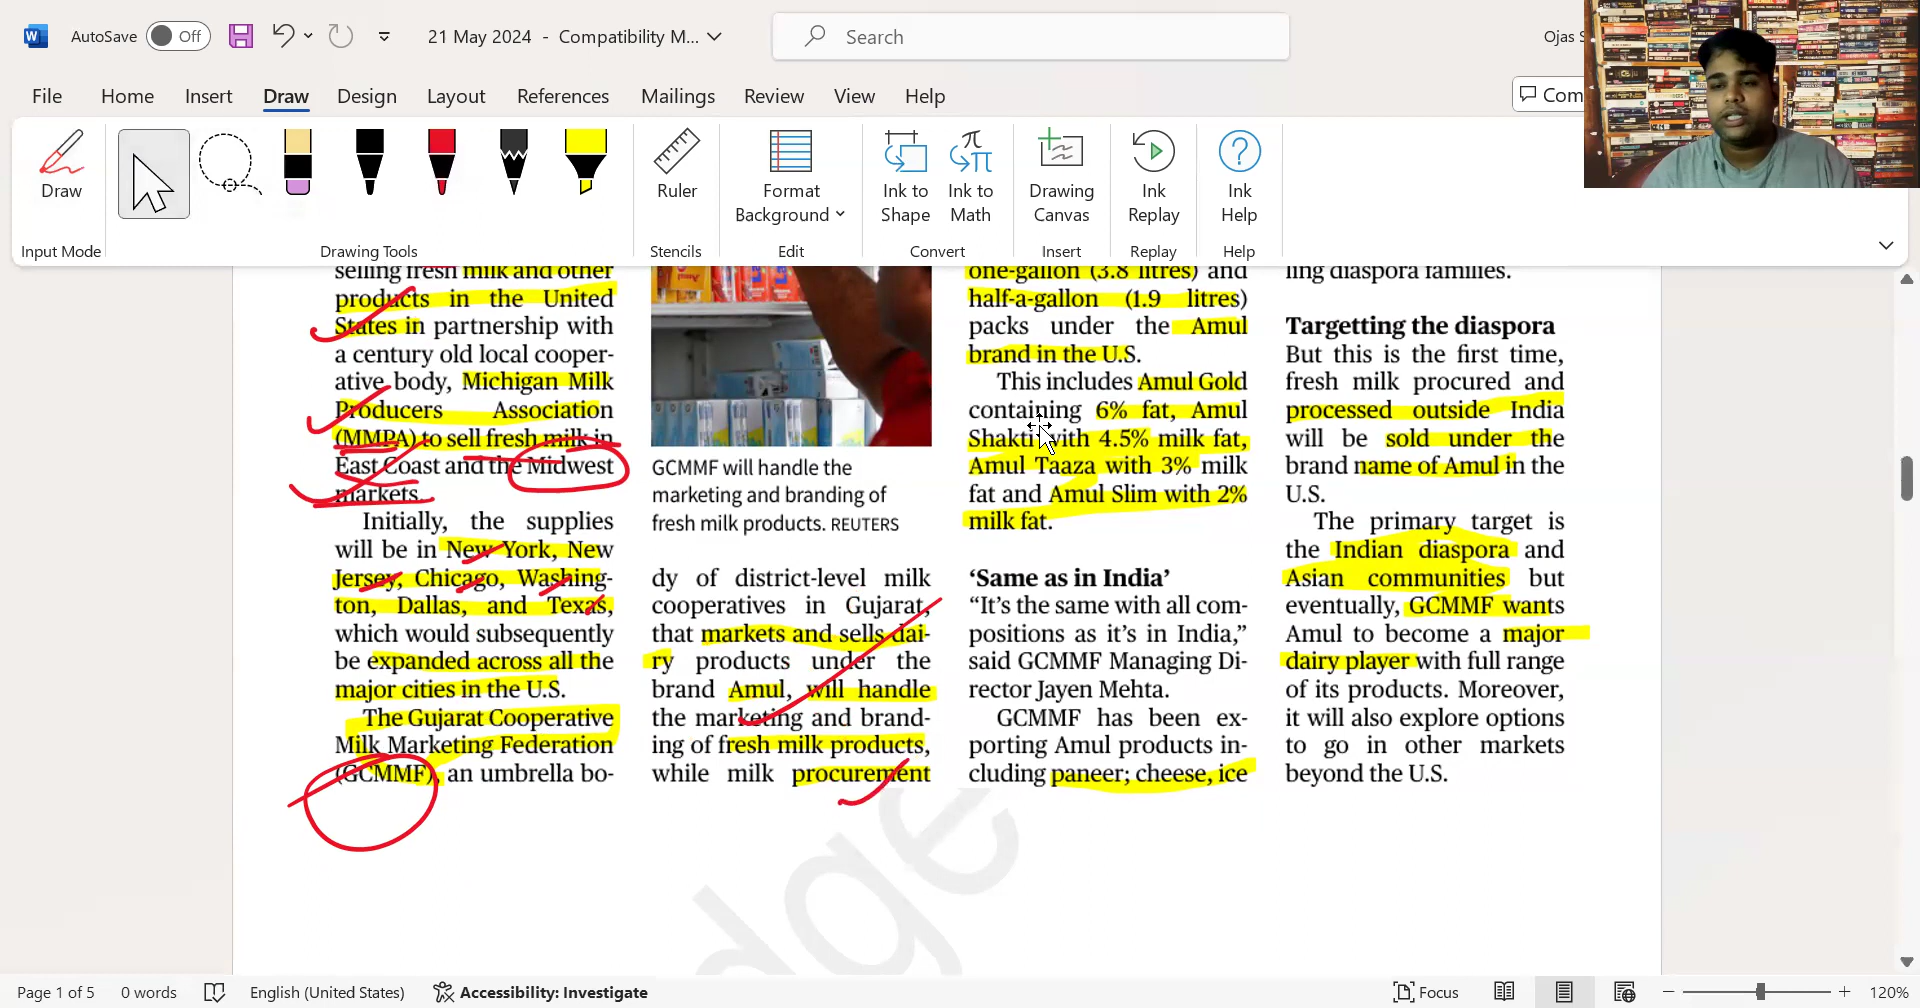 AutoSave Off 21 May 2024 - Compatibility M... Search Ojas S
File Home Insert Draw Design Layout References Mailings Review View Help Com
Draw
Ruler
Format
Background
Ink to
Shape
Ink to
Math
Drawing
Canvas
Ink
Replay
Ink
Help
Input Mode Drawing Tools Stencils Edit Convert Insert Replay Help
selling fresh milk and other
products in the United
States in partnership with
a century old local cooper-
ative body, Michigan Milk
Producers Association
(MMPA) to sell fresh milk in
East Coast and the Midwest
markets.
Initially, the supplies
will be in New York, New
Jersey, Chicago, Washing-
ton, Dallas, and Texas,
which would subsequently
be expanded across all the
major cities in the U.S.
The Gujarat Cooperative
Milk Marketing Federation
(GCMMF), an umbrella bo-
GCMMF will handle the
marketing and branding of
fresh milk products. REUTERS
dy of district-level milk
cooperatives in Gujarat,
that markets and sells dai-
ry products under the
brand Amul, will handle
the marketing and brand-
ing of fresh milk products,
while milk procurement
one-gallon (3.8 litres) and
half-a-gallon (1.9 litres)
packs under the Amul
brand in the U.S.
This includes Amul Gold
containing 6% fat, Amul
Shakti with 4.5% milk fat,
Amul Taaza with 3% milk
fat and Amul Slim with 2%
milk fat.
‘Same as in India’
“It’s the same with all com-
positions as it’s in India,”
said GCMMF Managing Di-
rector Jayen Mehta.
GCMMF has been ex-
porting Amul products in-
cluding paneer; cheese, ice
ling diaspora families.
Targetting the diaspora
But this is the first time,
fresh milk procured and
processed outside India
will be sold under the
brand name of Amul in the
U.S.
The primary target is
the Indian diaspora and
Asian communities but
eventually, GCMMF wants
Amul to become a major
dairy player with full range
of its products. Moreover,
it will also explore options
to go in other markets
beyond the U.S.
dge
Page 1 of 5 0 words English (United States) Accessibility: Investigate Focus 120%